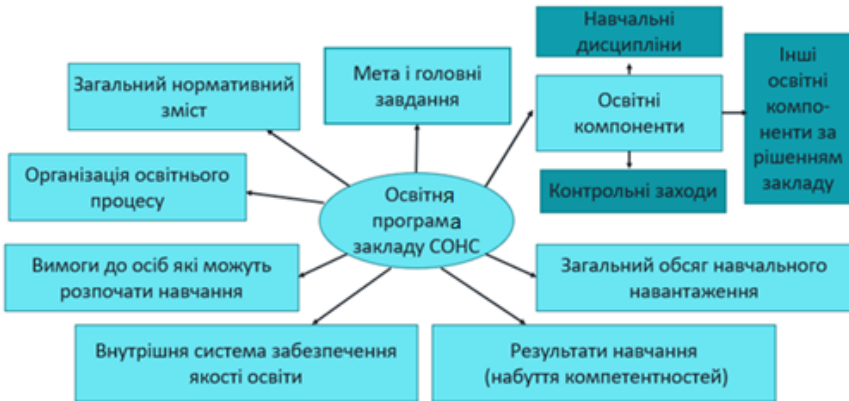 Навчальні
дисципліни
Мета і головні
завдання
Загальний нормативний
зміст
Освітні
компоненти
Інші
освітні
компо-
ненти за
рішенням
закладу
Організація освітнього
процесу
Контрольні заходи
Освітня
програма
закладу СОНС
Вимоги до осіб які можуть
розпочати навчання
Загальний обсяг навчального
навантаження
Внутрішня система забезпечення
якості освіти
Результати навчання
(набуття компетентностей)